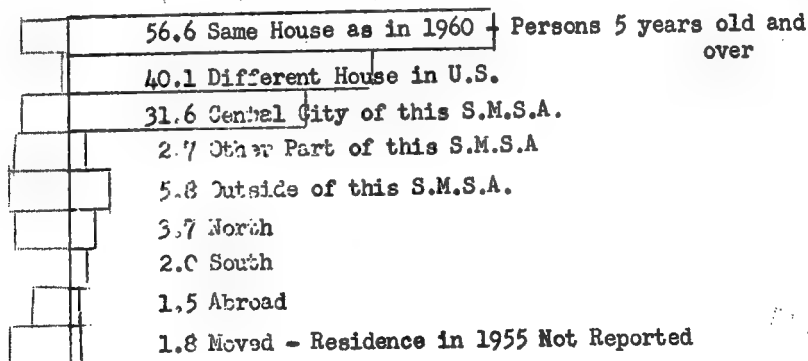 56.6 Same House as in 1960 - Persons 5 years old and
over
40.1 Different House in U.S.
31.6 Central City of this S.M.S.A.
2.7 Other Part of this S.M.S.A
5.8 Outside of this S.M.S.A.
3.7 North
2.0 South
1.5 Abroad
1.8 Moved - Residence in 1955 Not Reported